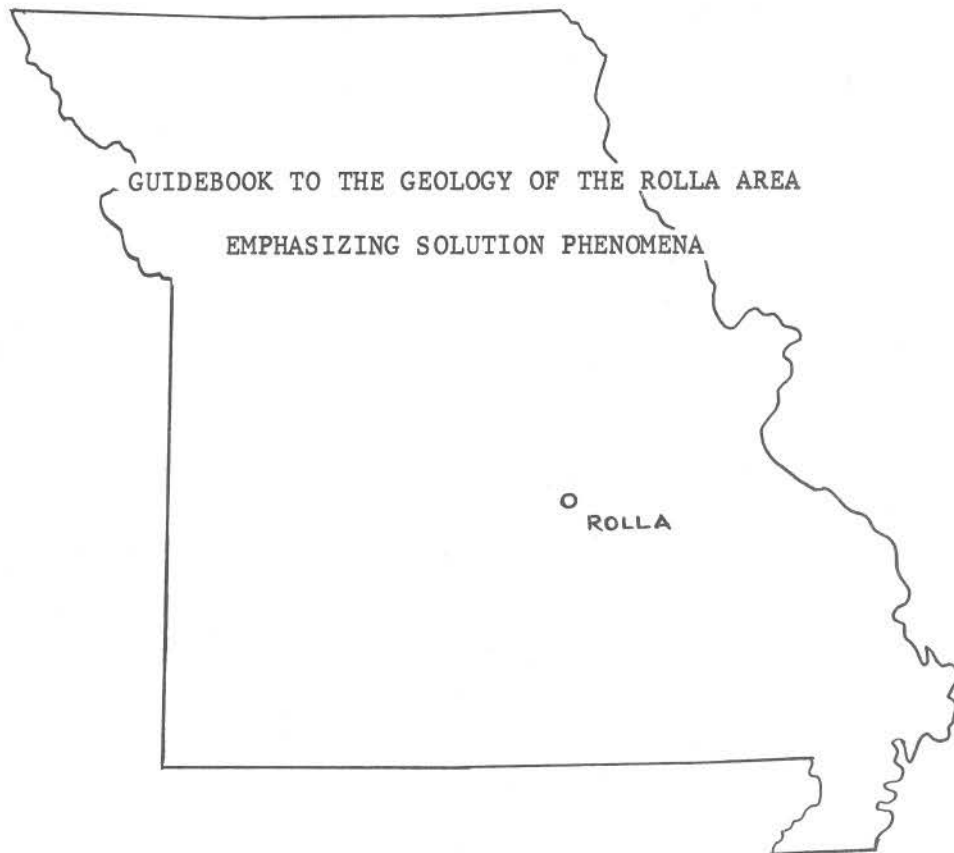 GUIDEBOOK TO THE GEOLOGY OF THE ROLLA AREA
EMPHASIZING SOLUTION PHENOMENA
ROLLA